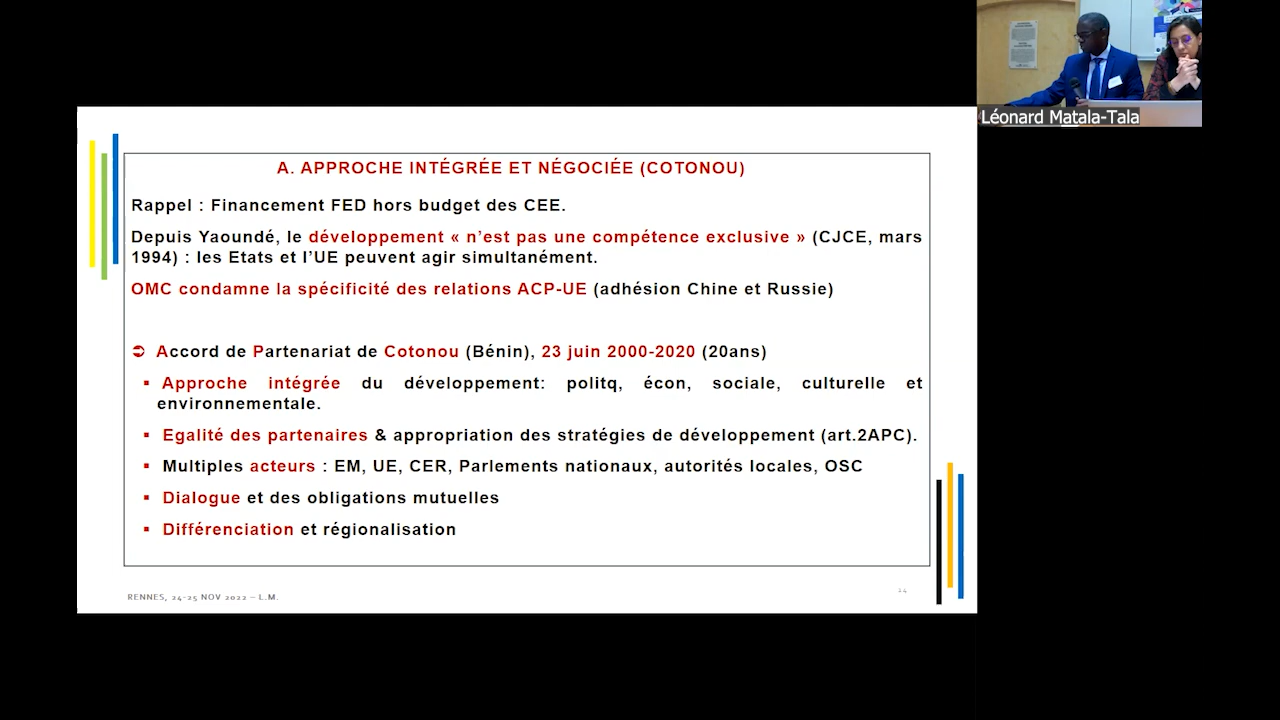 A. APPROCHE INTÉGRÉE ET NÉGOCIÉE (COTONOU)
Rappel : Financement FED hors budget des CEE.
Depuis Yaoundé, le développement « n’est pas une compétence exclusive » (CJCE, mars
1994) : les Etats et l’UE peuvent agir simultanément.
OMC condamne la spécificité des relations ACP-UE (adhésion Chine et Russie)
➲ Accord de Partenariat de Cotonou (Bénin), 23 juin 2000-2020 (20ans)
▪ Approche intégrée du développement: politq, écon, sociale, culturelle et
environnementale.
▪ Egalité des partenaires & appropriation des stratégies de développement (art.2APC).
▪ Multiples acteurs : EM, UE, CER, Parlements nationaux, autorités locales, OSC
▪ Dialogue et des obligations mutuelles
▪ Différenciation et régionalisation
RENNES, 24-25 NOV 2022 – L.M.
Léonard Matala-Tala